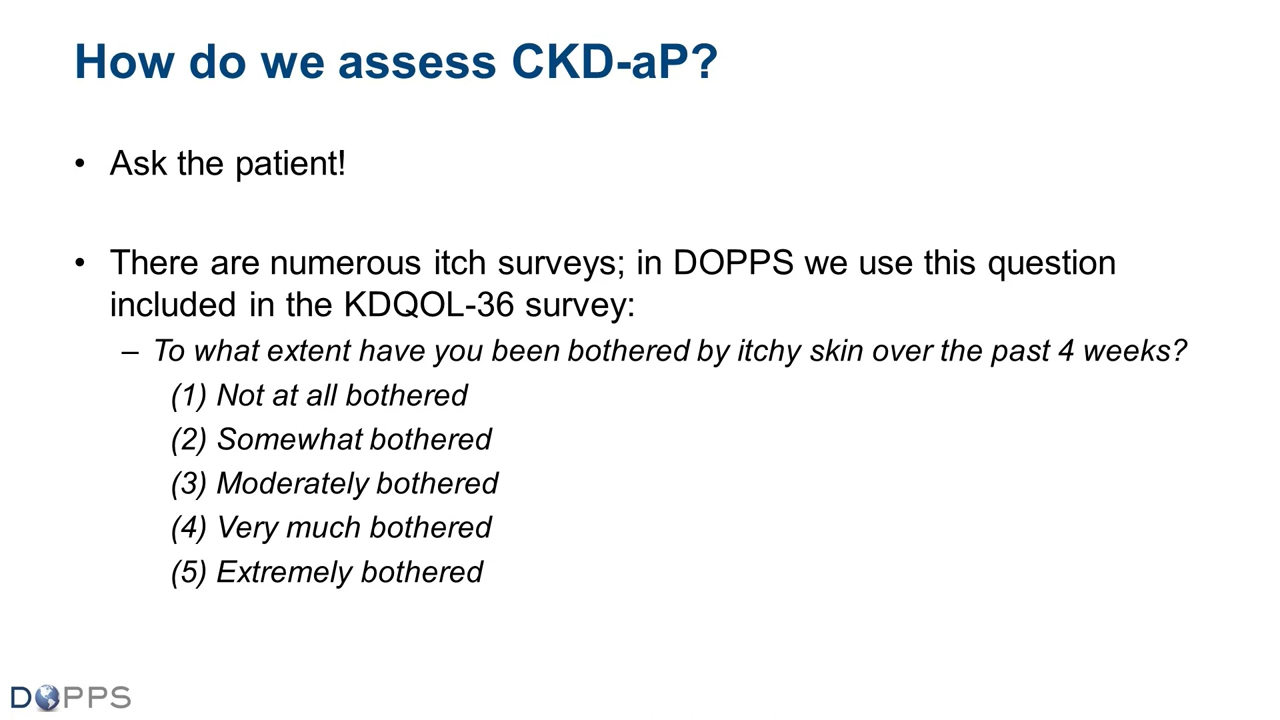 How do we assess CKD-aP?
• Ask the patient!
• There are numerous itch surveys; in DOPPS we use this question
included in the KDQOL-36 survey:
– To what extent have you been bothered by itchy skin over the past 4 weeks?
(1) Not at all bothered
(2) Somewhat bothered
(3) Moderately bothered
(4) Very much bothered
(5) Extremely bothered
DOPPS